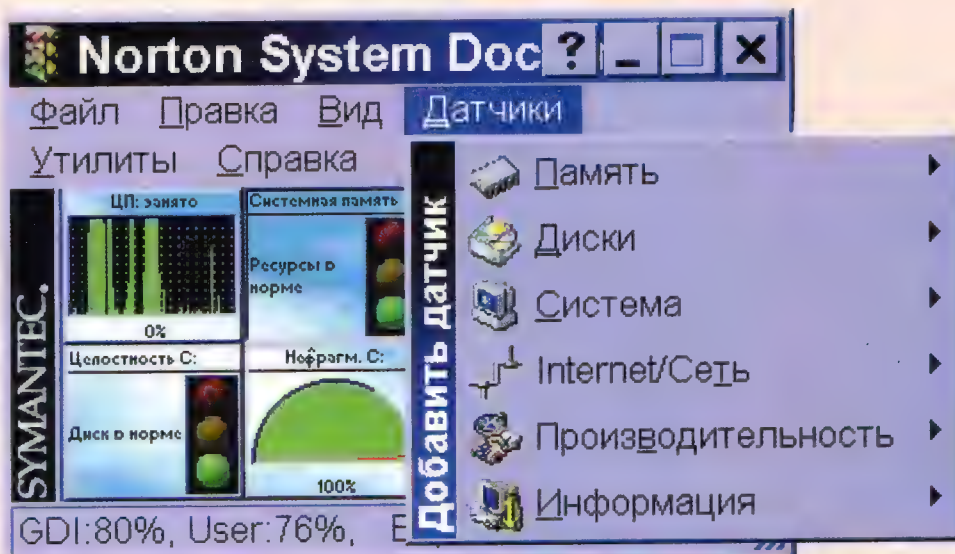 Norton System Doc
Файл Правка Вид Датчики
Утилиты Справка
SYMANTEC.
ЦП: занято
0%
Системная память
Ресурсы в
норме
Целостность C:
Диск в норме
Нефрагм. C:
100%
GDI:80%, User:76%,
Добавить датчик
Память
Диски
Система
Internet/Сеть
Производительность
Информация